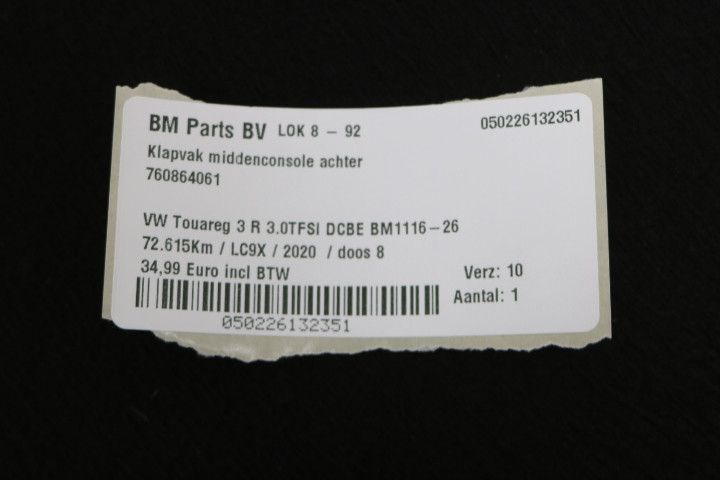 BM Parts BV LOK 8 - 92 050226132351
Klapvak middenconsole achter
760864061
VW Touareg 3 R 3.0TFSI DCBE BM1116-26
72.615Km / LC9X / 2020 / doos 8
34,99 Euro incl BTW Verz: 10
Aantal: 1
050226132351